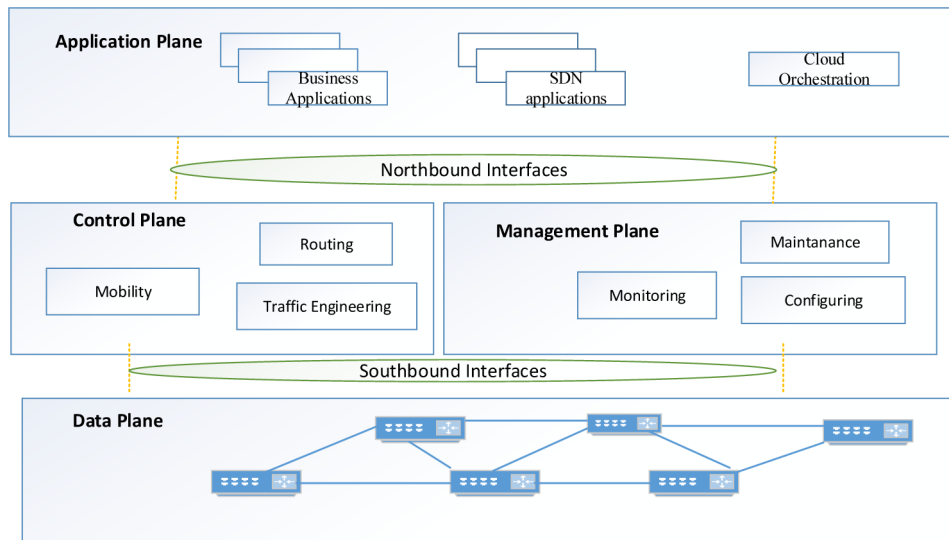 Application Plane
Business
Applications
SDN
applications
Cloud
Orchestration
Northbound Interfaces
Control Plane
Routing
Mobility
Traffic Engineering
Management Plane
Maintanance
Monitoring
Configuring
Southbound Interfaces
Data Plane